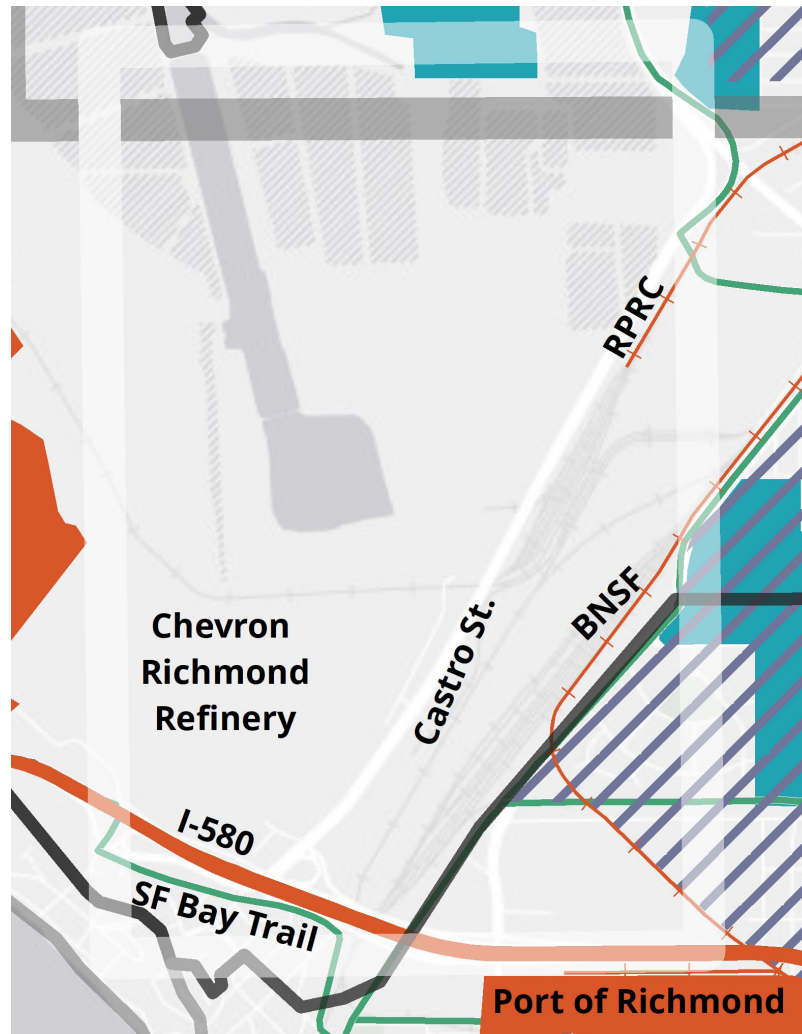 RPRC
BNSF
Castro St.
Chevron
Richmond
Refinery
I-580
SF Bay Trail
Port of Richmond